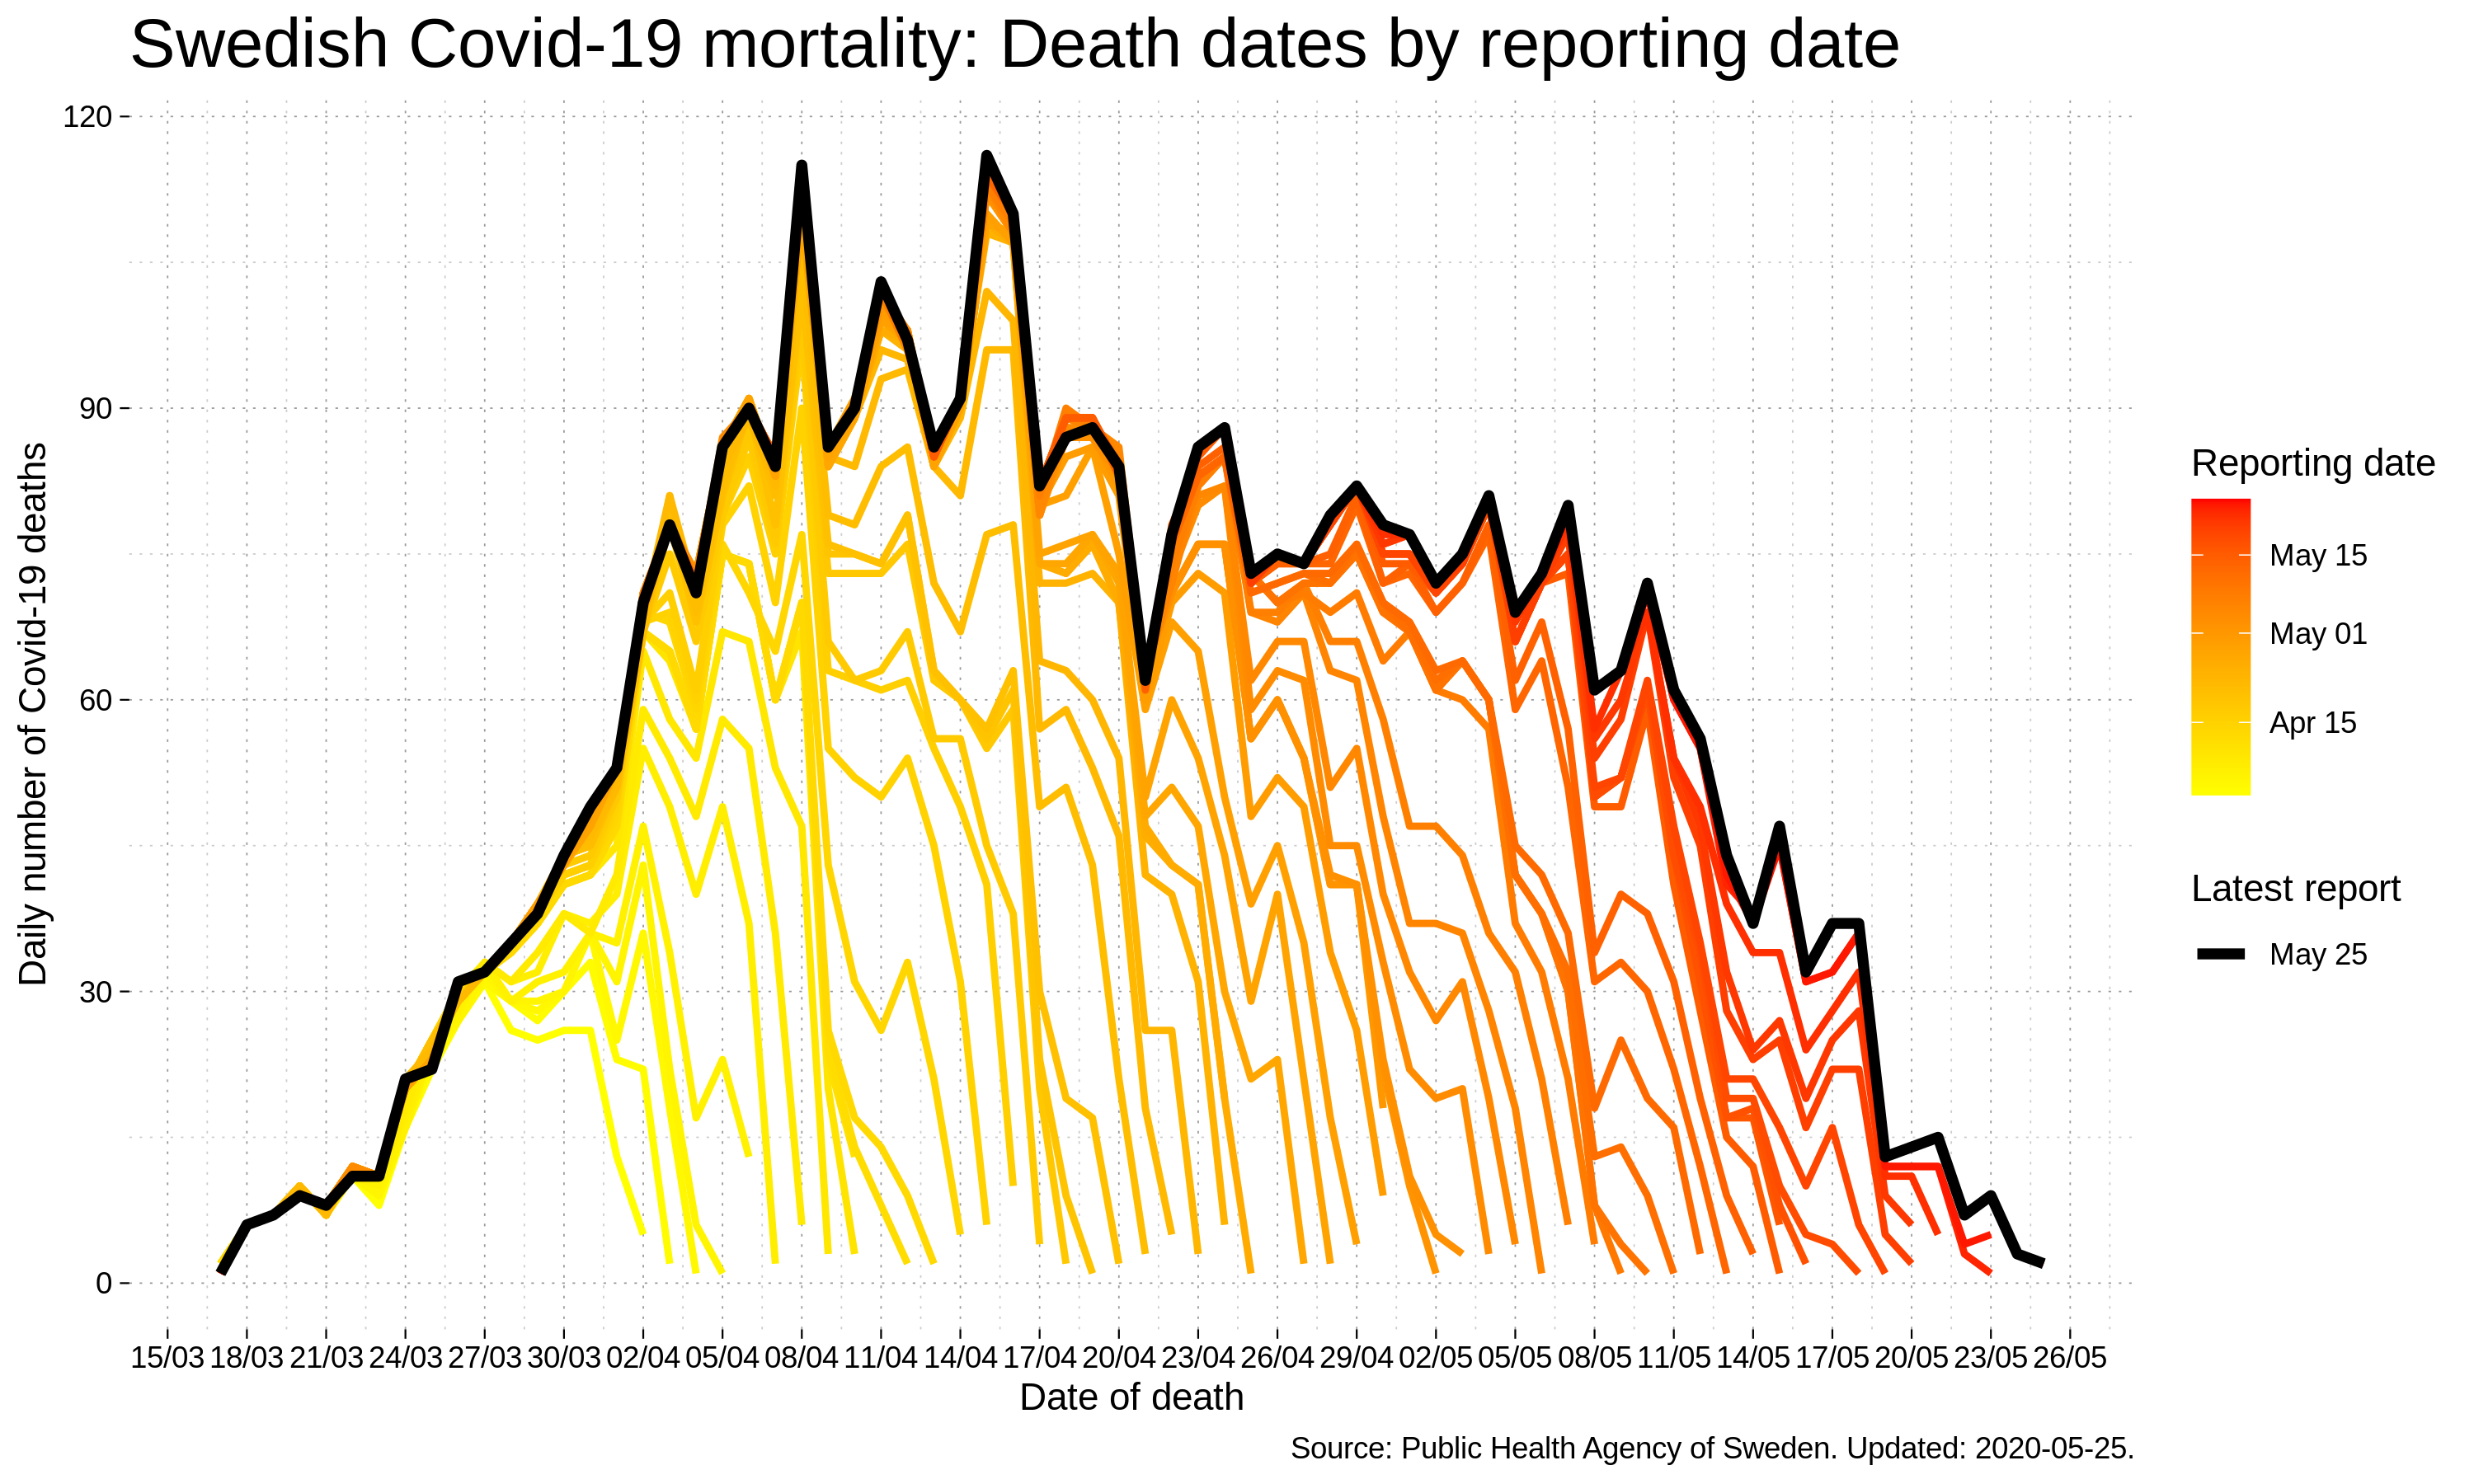 Swedish Covid-19 mortality: Death dates by reporting date
Daily number of Covid-19 deaths
120
90
60
30
0
15/03 18/03 21/03 24/03 27/03 30/03 02/04 05/04 08/04 11/04 14/04 17/04 20/04 23/04 26/04 29/04 02/05 05/05 08/05 11/05 14/05 17/05 20/05 23/05 26/05
Date of death
Reporting date
May 15
May 01
Apr 15
Latest report
May 25
Source: Public Health Agency of Sweden. Updated: 2020-05-25.